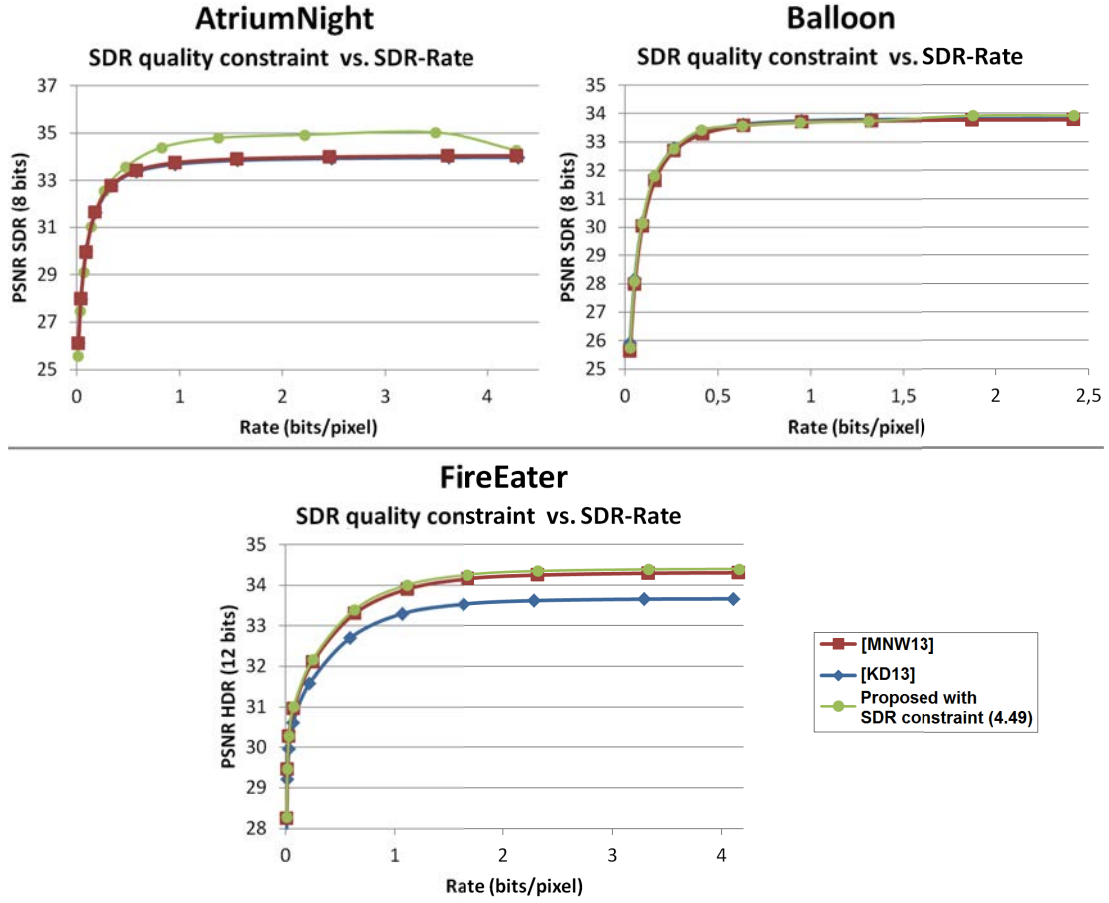 AtriumNight
SDR quality constraint vs. SDR-Rate
37
35
33
31
29
27
25
PSNR SDR (8 bits)
0 1 2 3 4
Rate (bits/pixel)
Balloon
SDR quality constraint vs. SDR-Rate
35
34
33
32
31
30
29
28
27
26
25
PSNR SDR (8 bits)
0 0,5 1 1,5 2 2,5
Rate (bits/pixel)
FireEater
SDR quality constraint vs. SDR-Rate
35
34
33
32
31
30
29
28
PSNR HDR (12 bits)
0 1 2 3 4
Rate (bits/pixel)
[MNW13]
[KD13]
Proposed with
SDR constraint (4.49)